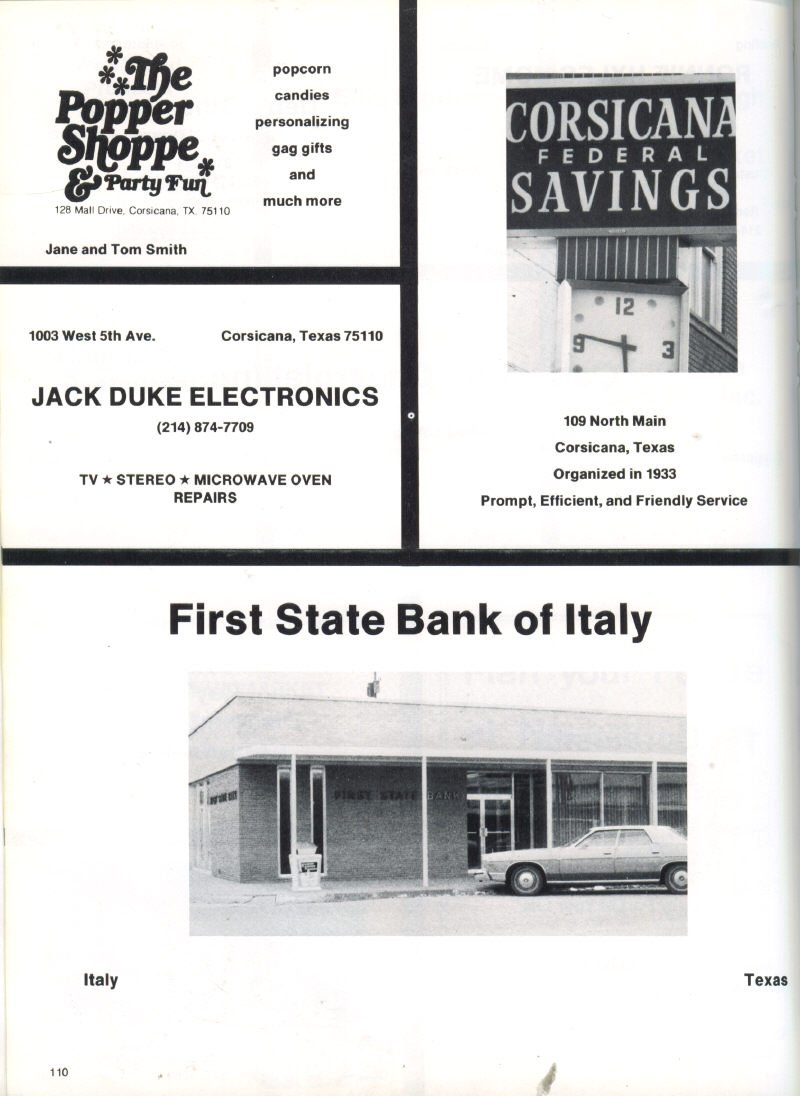 The
Popper
Shoppe
& Party Fun
128 Mall Drive, Corsicana, TX. 75110
popcorn
candies
personalizing
gag gifts
and
much more
Jane and Tom Smith
1003 West 5th Ave. Corsicana, Texas 75110
JACK DUKE ELECTRONICS
(214) 874-7709
TV ★ STEREO ★ MICROWAVE OVEN
REPAIRS
CORSICANA
FEDERAL
SAVINGS
12
9 3
109 North Main
Corsicana, Texas
Organized in 1933
Prompt, Efficient, and Friendly Service
First State Bank of Italy
FIRST STATE BANK
Italy Texas
110